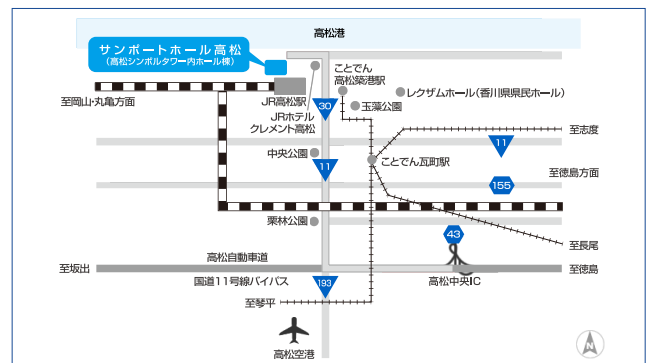 高松港
サンポートホール高松
（高松シンボルタワー内ホール棟）
ことでん
高松築港駅
レクザムホール（香川県県民ホール）
至岡山・丸亀方面
JR高松駅
30
玉藻公園
JRホテル
クレメント高松
至志度
中央公園
11
ことでん瓦町駅
11
至徳島方面
155
栗林公園
43
至長尾
高松自動車道
至坂出
至徳島
国道11号線バイパス
193
高松中央IC
至琴平
高松空港
N